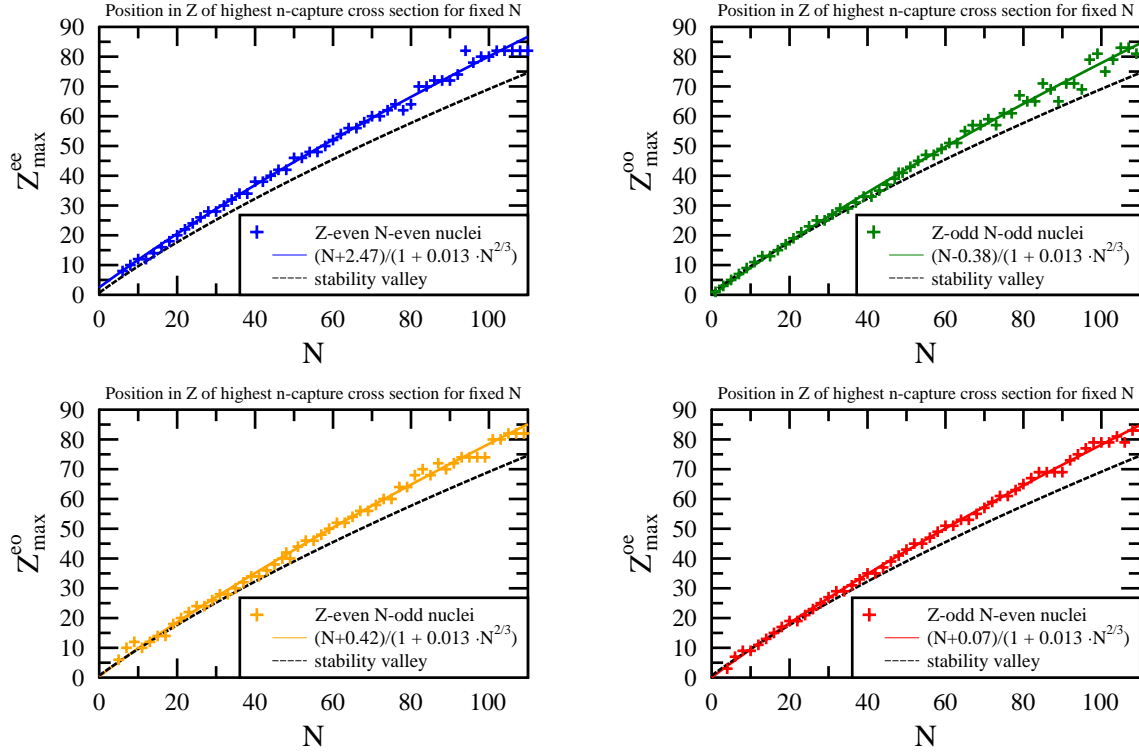 Position in Z of highest n-capture cross section for fixed N
90
80
70
60
50
40
30
20
10
0
Z^ee_max
Z-even N-even nuclei
(N+2.47)/(1 + 0.013 ·N^2/3)
stability valley
0 20 40 60 80 100
N
Position in Z of highest n-capture cross section for fixed N
90
80
70
60
50
40
30
20
10
0
Z^oo_max
Z-odd N-odd nuclei
(N-0.38)/(1 + 0.013 ·N^2/3)
stability valley
0 20 40 60 80 100
N
Position in Z of highest n-capture cross section for fixed N
90
80
70
60
50
40
30
20
10
0
Z^eo_max
Z-even N-odd nuclei
(N+0.42)/(1 + 0.013 ·N^2/3)
stability valley
0 20 40 60 80 100
N
Position in Z of highest n-capture cross section for fixed N
90
80
70
60
50
40
30
20
10
0
Z^oe_max
Z-odd N-even nuclei
(N+0.07)/(1 + 0.013 ·N^2/3)
stability valley
0 20 40 60 80 100
N